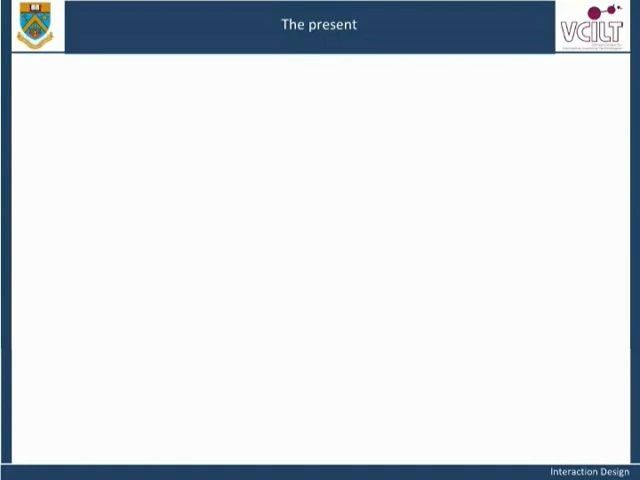 The present
VCILT
Interaction Design